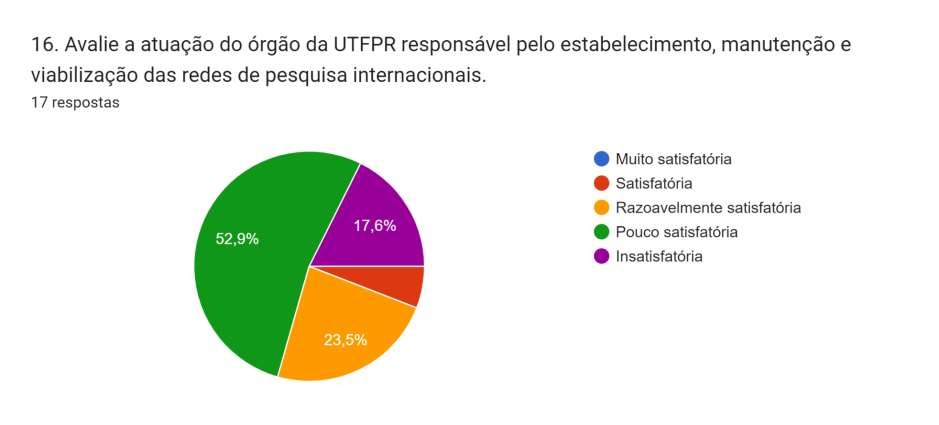 16. Avalie a atuação do órgão da UTFPR responsável pelo estabelecimento, manutenção e
viabilização das redes de pesquisa internacionais.
17 respostas
52,9%
17,6%
23,5%
Muito satisfatória
Satisfatória
Razoavelmente satisfatória
Pouco satisfatória
Insatisfatória